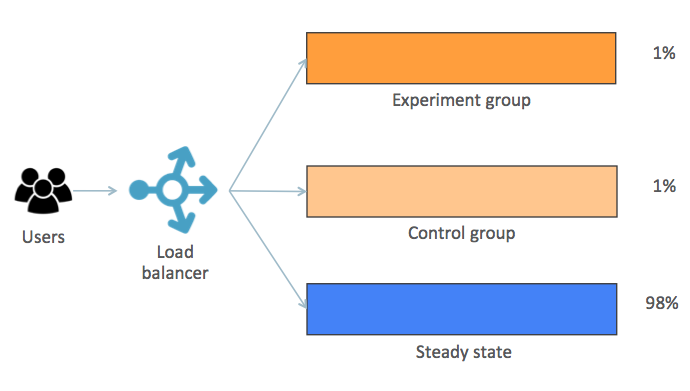 1%
Experiment group
1%
Users
Control group
Load
balancer
98%
Steady state